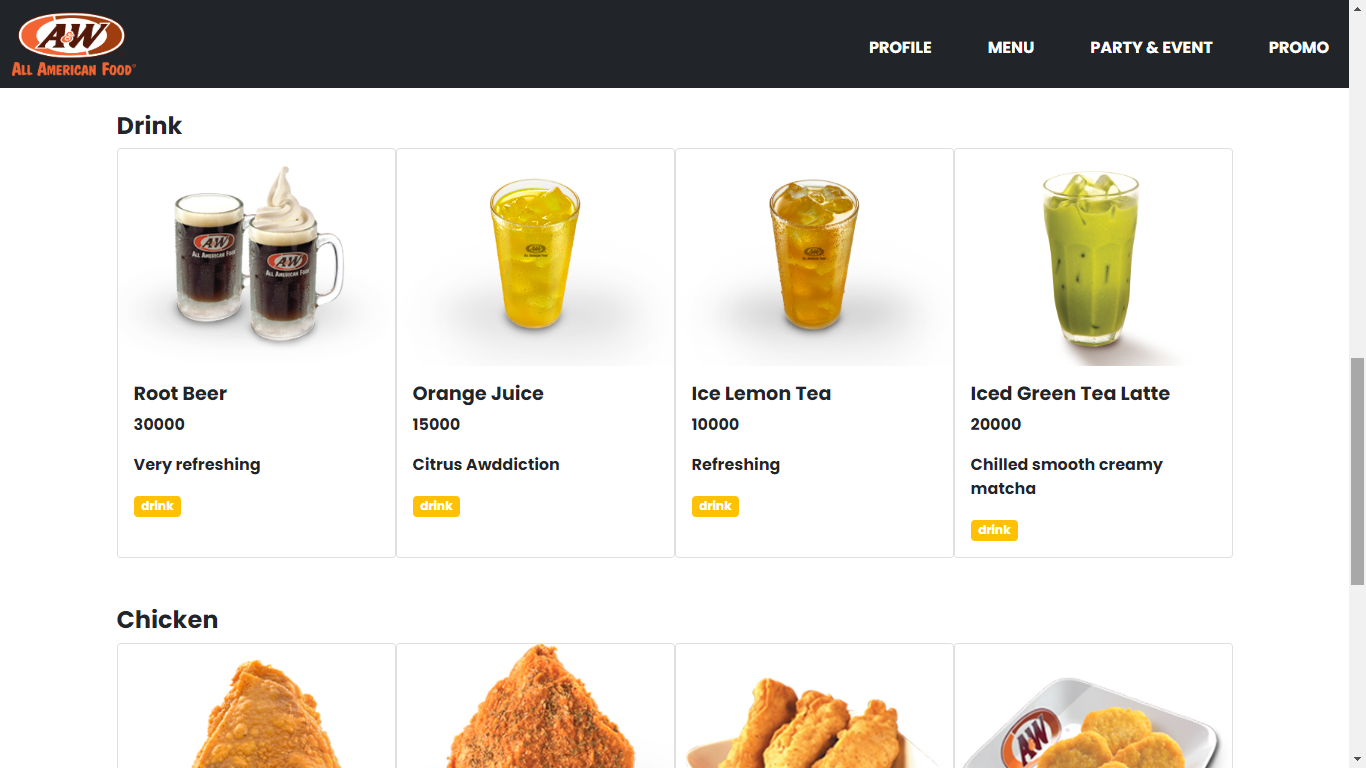 A&W
ALL AMERICAN FOOD
PROFILE
MENU
PARTY & EVENT
PROMO
Drink
A&W
ALL AMERICAN FOOD
A&W
ALL AMERICAN FOOD
Root Beer
30000
Very refreshing
drink
A&W
Orange Juice
15000
Citrus Awddiction
drink
A&W
Ice Lemon Tea
10000
Refreshing
drink
Iced Green Tea Latte
20000
Chilled smooth creamy
matcha
drink
Chicken
A&W